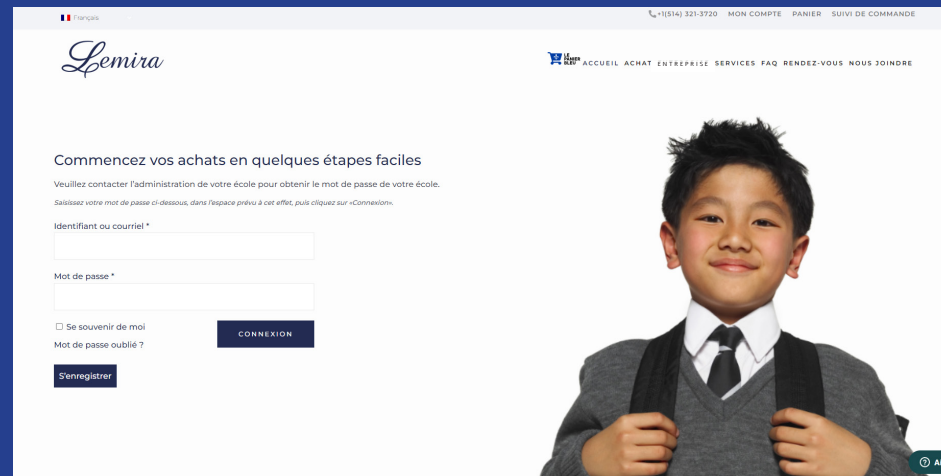 Français
+1(514) 321-3720 MON COMPTE PANIER SUIVI DE COMMANDE
Lemira
LE PANIER BLEU
ACCUEIL ACHAT ENTREPRISE SERVICES FAQ RENDEZ-VOUS NOUS JOINDRE
Commencez vos achats en quelques étapes faciles
Veuillez contacter l'administration de votre école pour obtenir le mot de passe de votre école.
Saisissez votre mot de passe ci-dessous, dans l'espace prévu à cet effet, puis cliquez sur «Connexion».
Identifiant ou courriel *
Mot de passe *
Se souvenir de moi
CONNEXION
Mot de passe oublié ?
S'enregistrer